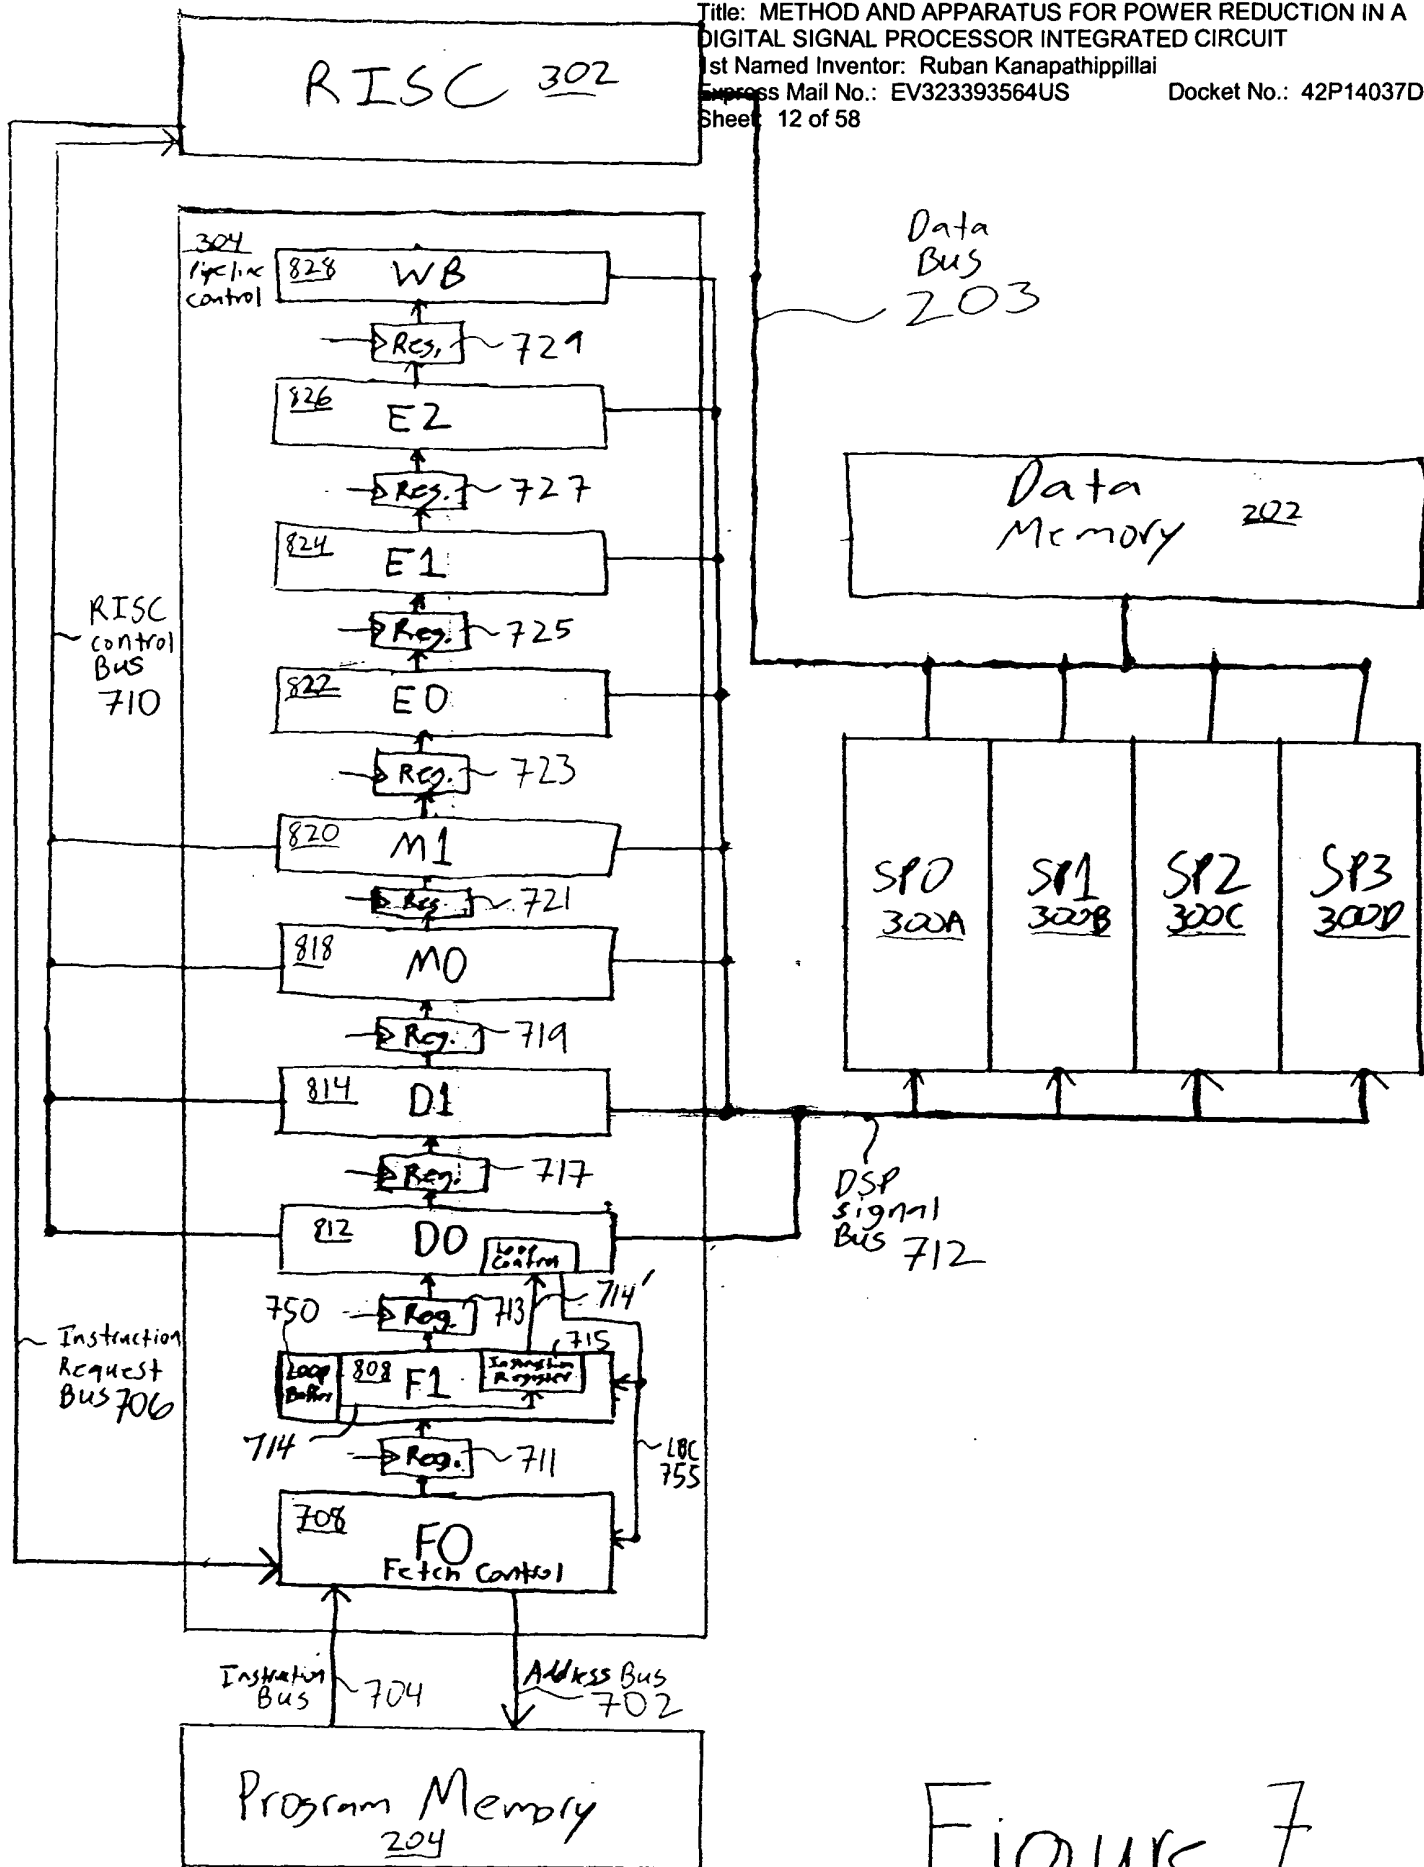 Title: METHOD AND APPARATUS FOR POWER REDUCTION IN A
DIGITAL SIGNAL PROCESSOR INTEGRATED CIRCUIT
1st Named Inventor: Ruban Kanapathippillai
Express Mail No.: EV323393564US Docket No.: 42P14037D
Sheet 12 of 58
RISC 302
304
Pipeline
control
828 WB
Reg. 729
826 E2
Reg. 727
824 E1
Reg. 725
822 E0
Reg. 723
820 M1
Reg. 721
818 M0
Reg. 719
814 D1
Reg. 717
812 D0
Loop
Control
750
Reg. 713
714'
Loop
Buffer
808 F1
715
Instruction
Register
714
Reg. 711
LBC
755
708
F0
Fetch Control
RISC
control
Bus
710
Instruction
Request
Bus 706
Instruction
Bus 704
Address Bus
702
Program Memory
204
Data
Bus
203
Data
Memory 202
SP0
300A
SP1
300B
SP2
300C
SP3
300D
DSP
signal
Bus 712
Figure 7